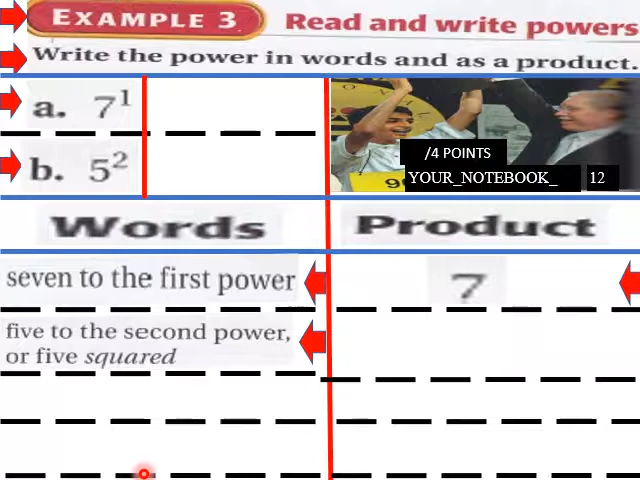 EXAMPLE 3 Read and write powers
Write the power in words and as a product.
a. 7¹
b. 5²
/4 POINTS
YOUR_NOTEBOOK_ 12
Words Product
seven to the first power 7
five to the second power,
or five squared